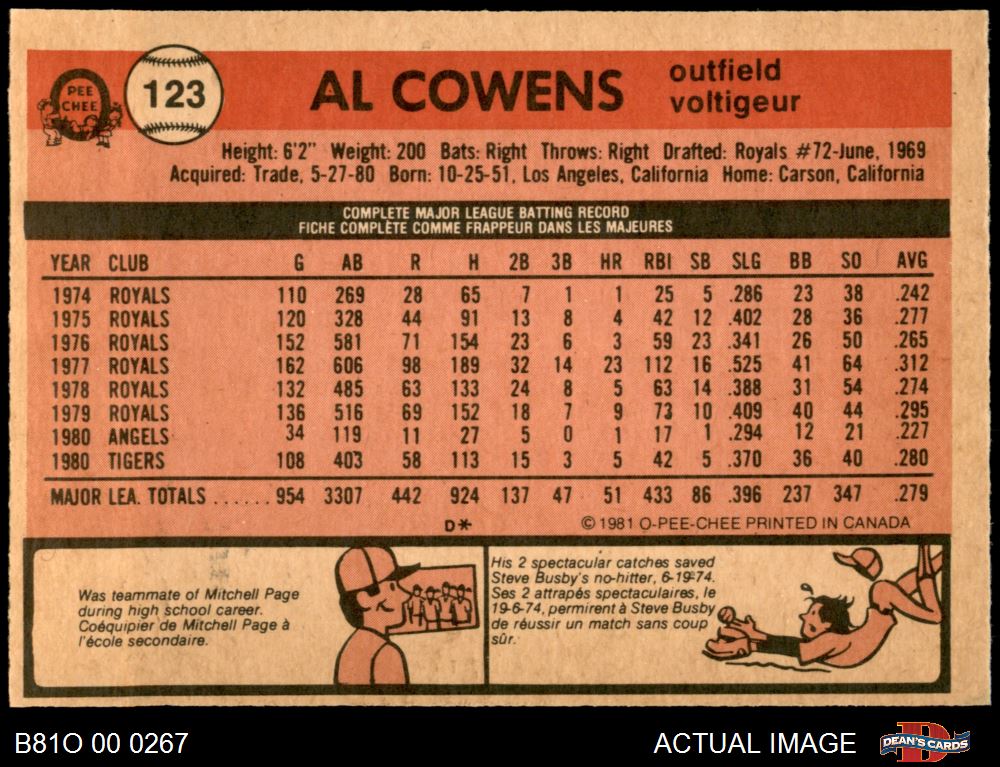 PEE
CHEE
123
AL COWENS
outfield
voltigeur
Height: 6'2" Weight: 200 Bats: Right Throws: Right Drafted: Royals #72-June, 1969
Acquired: Trade, 5-27-80 Born: 10-25-51, Los Angeles, California Home: Carson, California
COMPLETE MAJOR LEAGUE BATTING RECORD
FICHE COMPLÈTE COMME FRAPPEUR DANS LES MAJEURES
YEAR CLUB G AB R H 2B 3B HR RBI SB SLG BB SO AVG
1974 ROYALS 110 269 28 65 7 1 1 25 5 .286 23 38 .242
1975 ROYALS 120 328 44 91 13 8 4 42 12 .402 28 36 .277
1976 ROYALS 152 581 71 154 23 6 3 59 23 .341 26 50 .265
1977 ROYALS 162 606 98 189 32 14 23 112 16 .525 41 64 .312
1978 ROYALS 132 485 63 133 24 8 5 63 14 .388 31 54 .274
1979 ROYALS 136 516 69 152 18 7 9 73 10 .409 40 44 .295
1980 ANGELS 34 119 11 27 5 0 1 17 1 .294 12 21 .227
1980 TIGERS 108 403 58 113 15 3 5 42 5 .370 36 40 .280
MAJOR LEA. TOTALS ...... 954 3307 442 924 137 47 51 433 86 .396 237 347 .279
D* © 1981 O-PEE-CHEE PRINTED IN CANADA
Was teammate of Mitchell Page
during high school career.
Coéquipier de Mitchell Page à
l'école secondaire.
His 2 spectacular catches saved
Steve Busby's no-hitter, 6-19-74.
Ses 2 attrapés spectaculaires, le
19-6-74, permirent à Steve Busby
de réussir un match sans coup
sûr.
B81O 00 0267
ACTUAL IMAGE
D
DEAN'S CARDS